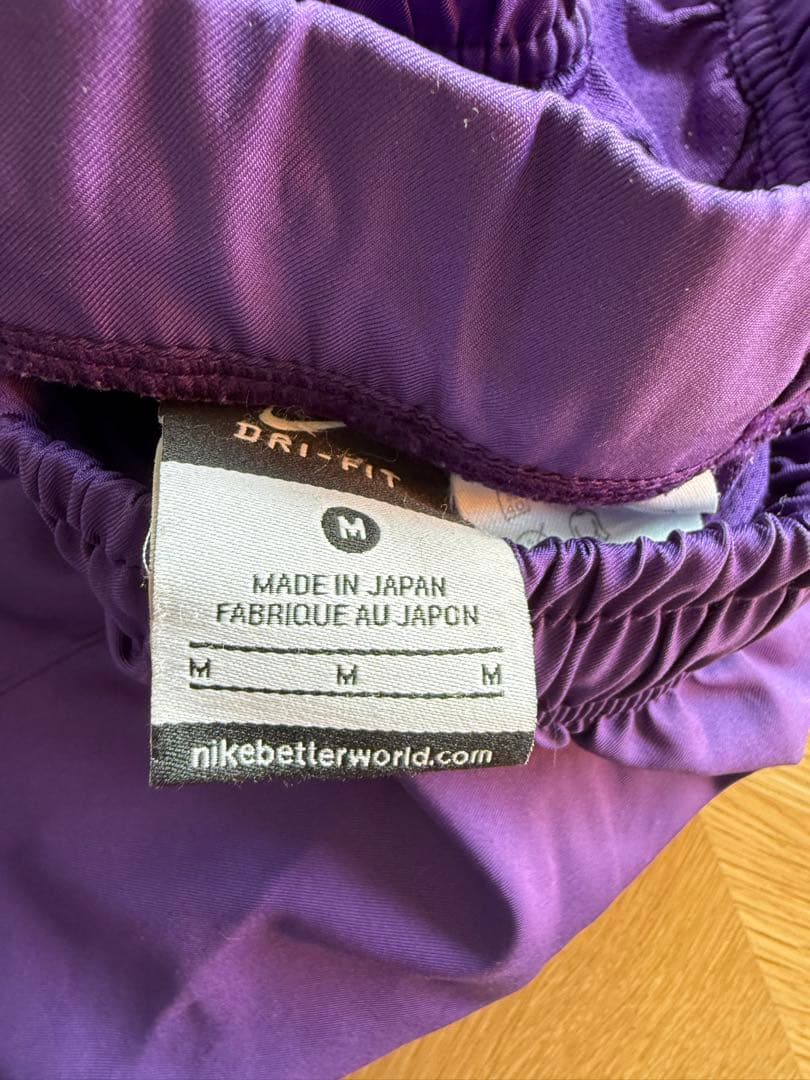 DRI-FIT
M
MADE IN JAPAN
FABRIQUE AU JAPON
M M M
nikebetterworld.com